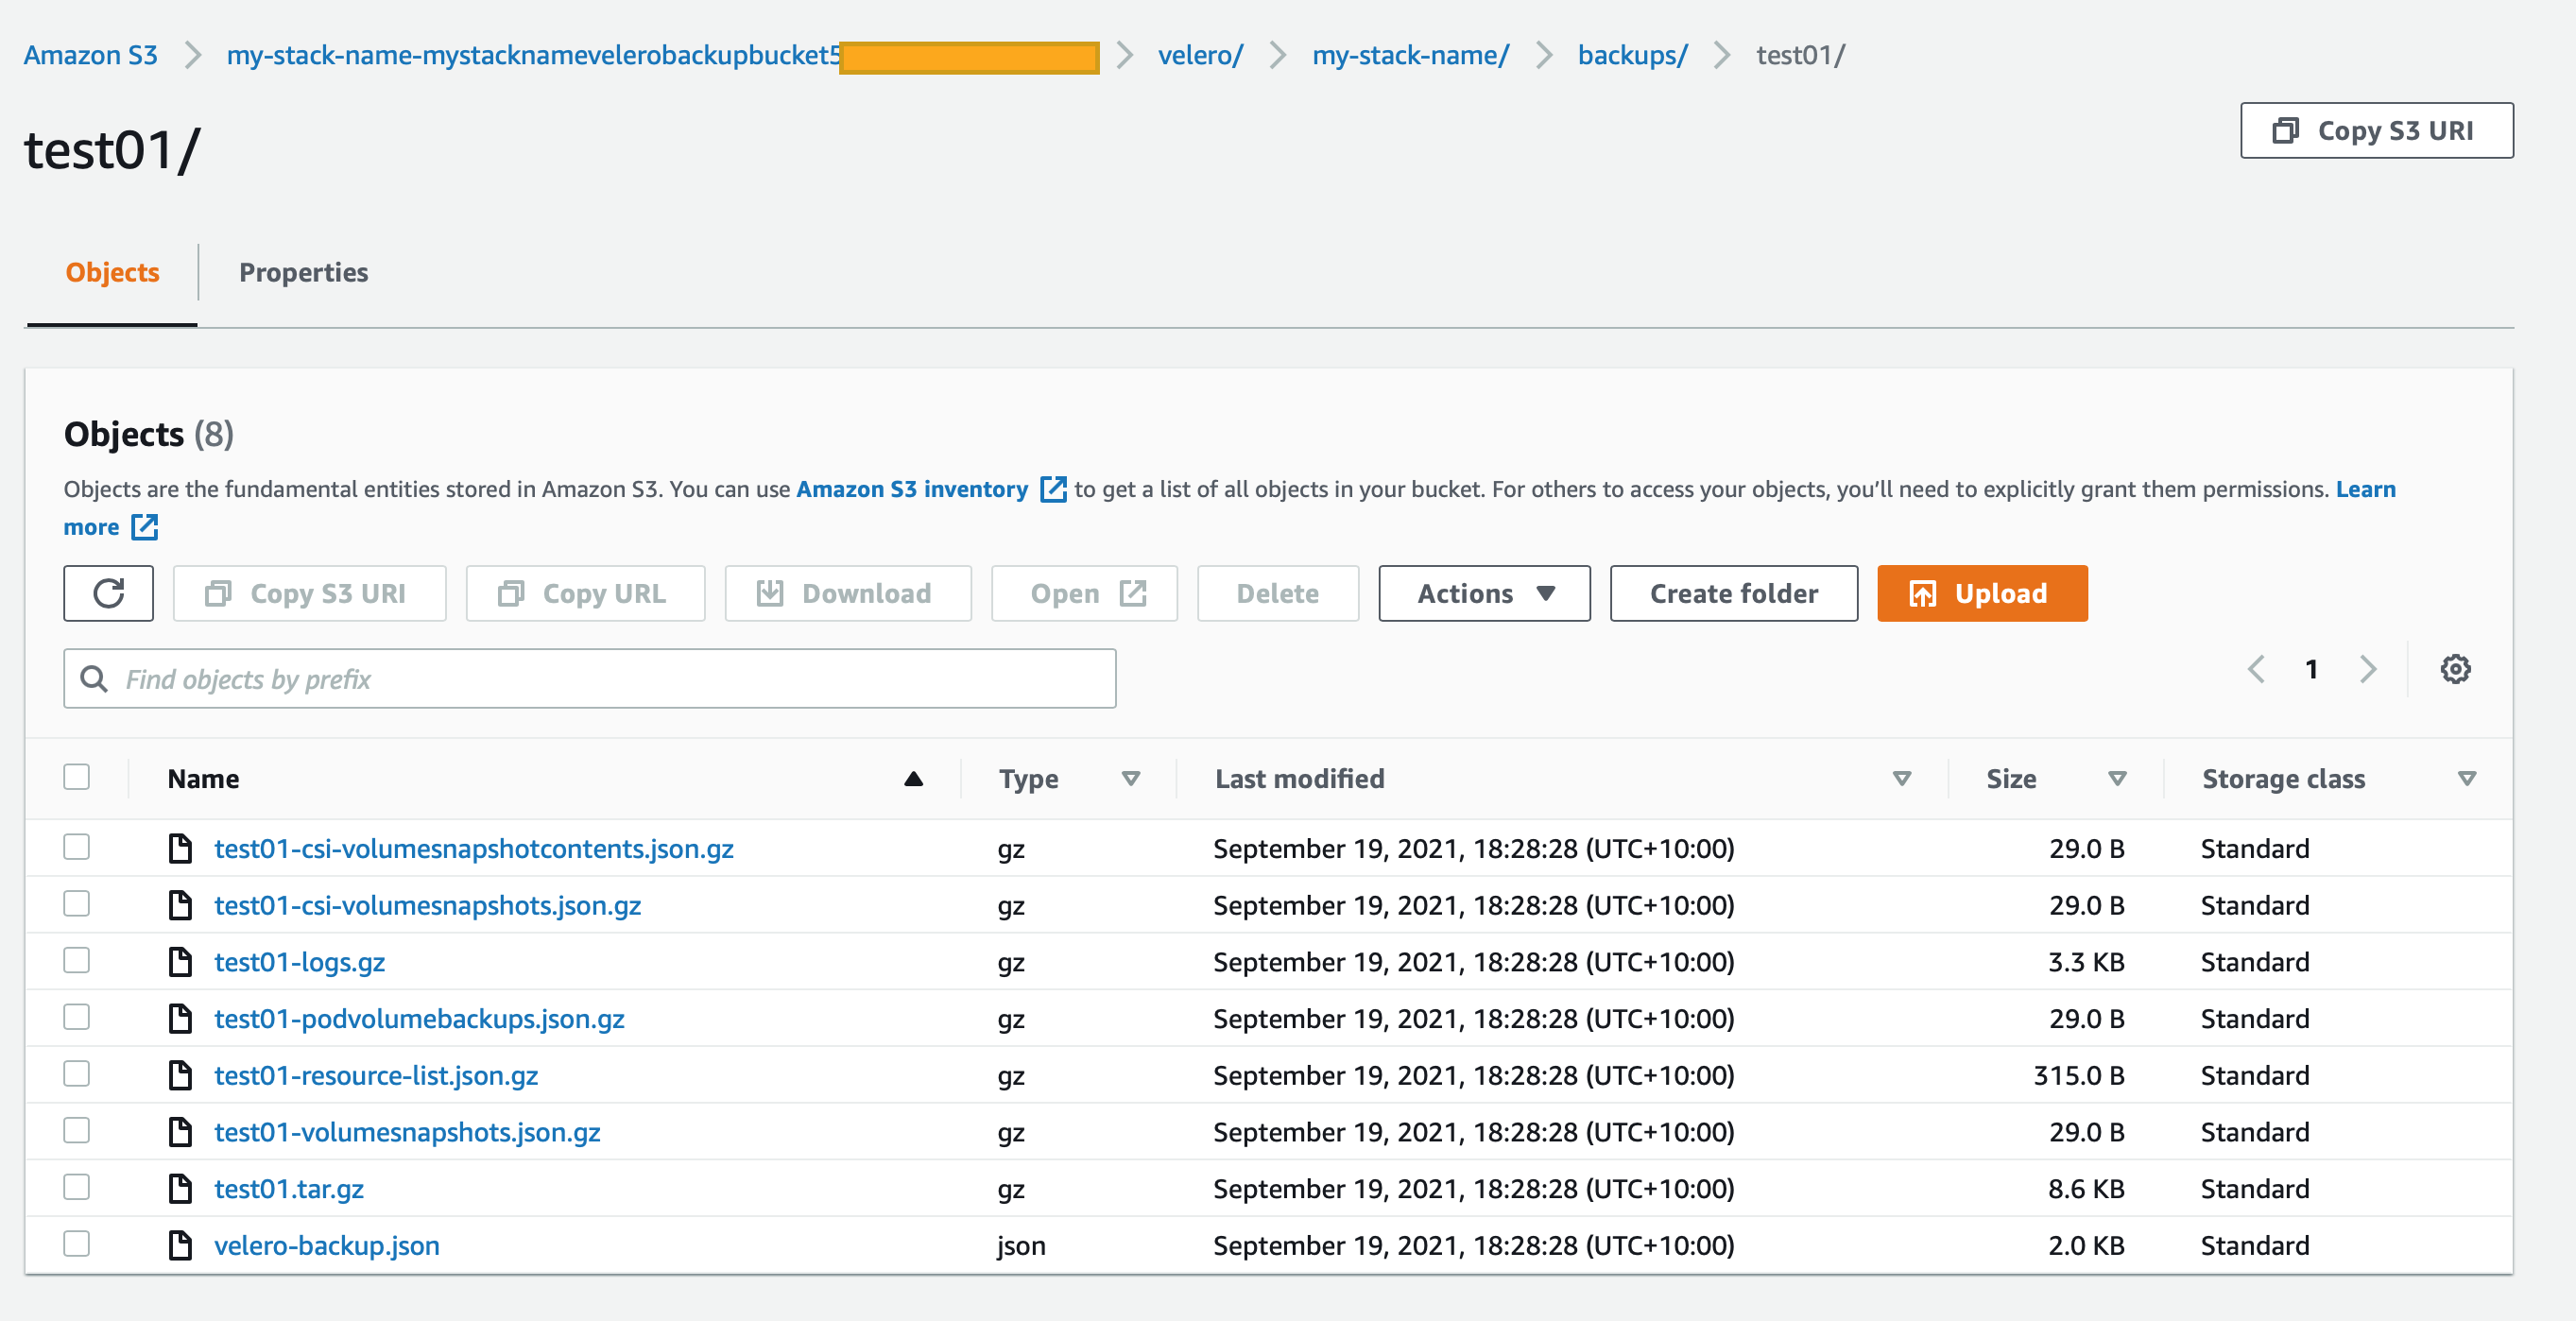 Amazon S3 > my-stack-name-mystacknamevelerobackupbucket5 > velero/ > my-stack-name/ > backups/ > test01/
test01/
Copy S3 URI
Objects Properties
Objects (8)
Objects are the fundamental entities stored in Amazon S3. You can use Amazon S3 inventory to get a list of all objects in your bucket. For others to access your objects, you’ll need to explicitly grant them permissions. Learn
more
Copy S3 URI Copy URL Download Open Delete Actions Create folder Upload
Find objects by prefix 1
Name Type Last modified Size Storage class
test01-csi-volumesnapshotcontents.json.gz gz September 19, 2021, 18:28:28 (UTC+10:00) 29.0 B Standard
test01-csi-volumesnapshots.json.gz gz September 19, 2021, 18:28:28 (UTC+10:00) 29.0 B Standard
test01-logs.gz gz September 19, 2021, 18:28:28 (UTC+10:00) 3.3 KB Standard
test01-podvolumebackups.json.gz gz September 19, 2021, 18:28:28 (UTC+10:00) 29.0 B Standard
test01-resource-list.json.gz gz September 19, 2021, 18:28:28 (UTC+10:00) 315.0 B Standard
test01-volumesnapshots.json.gz gz September 19, 2021, 18:28:28 (UTC+10:00) 29.0 B Standard
test01.tar.gz gz September 19, 2021, 18:28:28 (UTC+10:00) 8.6 KB Standard
velero-backup.json json September 19, 2021, 18:28:28 (UTC+10:00) 2.0 KB Standard